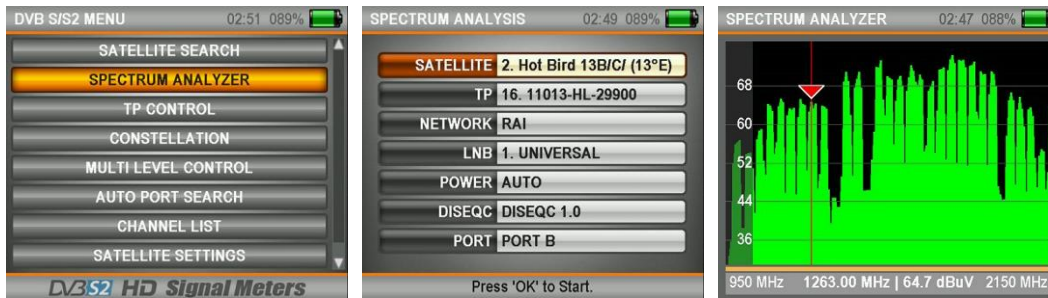 DVB S/S2 MENU 02:51 089%
SATELLITE SEARCH
SPECTRUM ANALYZER
TP CONTROL
CONSTELLATION
MULTI LEVEL CONTROL
AUTO PORT SEARCH
CHANNEL LIST
SATELLITE SETTINGS
DVB S2 HD Signal Meters
SPECTRUM ANALYSIS 02:49 089%
SATELLITE 2. Hot Bird 13B/C/ (13ºE)
TP 16. 11013-HL-29900
NETWORK RAI
LNB 1. UNIVERSAL
POWER AUTO
DISEQC DISEQC 1.0
PORT PORT B
Press 'OK' to Start.
SPECTRUM ANALYZER 02:47 088%
68
60
52
44
36
950 MHz 1263.00 MHz | 64.7 dBuV 2150 MHz